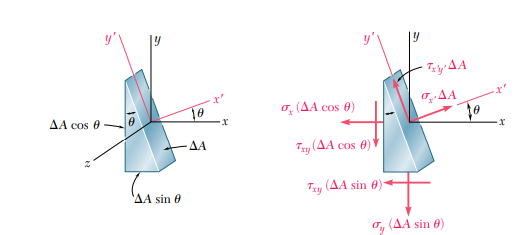 y′
y
x′
θ
x
ΔA cos θ
θ
ΔA
z
ΔA sin θ
y′
y
τx′y′ ΔA
σx′ ΔA
x′
θ
x
σx (ΔA cos θ)
τxy (ΔA cos θ)
τxy (ΔA sin θ)
σy (ΔA sin θ)